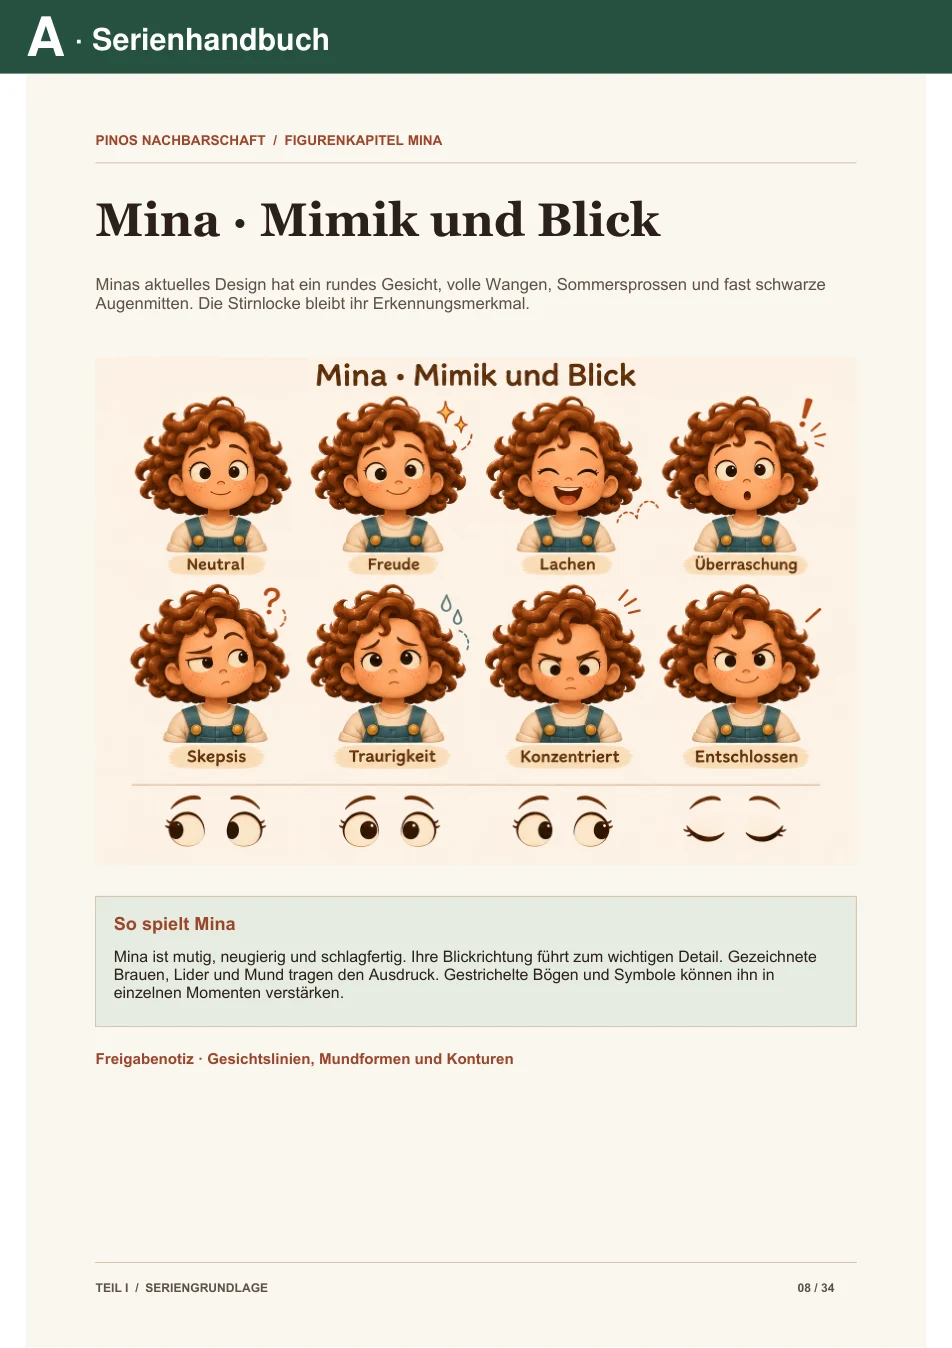 A · Serienhandbuch
PINOS NACHBARSCHAFT / FIGURENKAPITEL MINA
Mina · Mimik und Blick
Minas aktuelles Design hat ein rundes Gesicht, volle Wangen, Sommersprossen und fast schwarze
Augenmitten. Die Stirnlocke bleibt ihr Erkennungsmerkmal.
Mina · Mimik und Blick
!
Neutral
Freude
Lachen
Überraschung
?
Skepsis
Traurigkeit
Konzentriert
Entschlossen
So spielt Mina
Mina ist mutig, neugierig und schlagfertig. Ihre Blickrichtung führt zum wichtigen Detail. Gezeichnete
Brauen, Lider und Mund tragen den Ausdruck. Gestrichelte Bögen und Symbole können ihn in
einzelnen Momenten verstärken.
Freigabenotiz · Gesichtslinien, Mundformen und Konturen
TEIL I / SERIENGRUNDLAGE
08 / 34